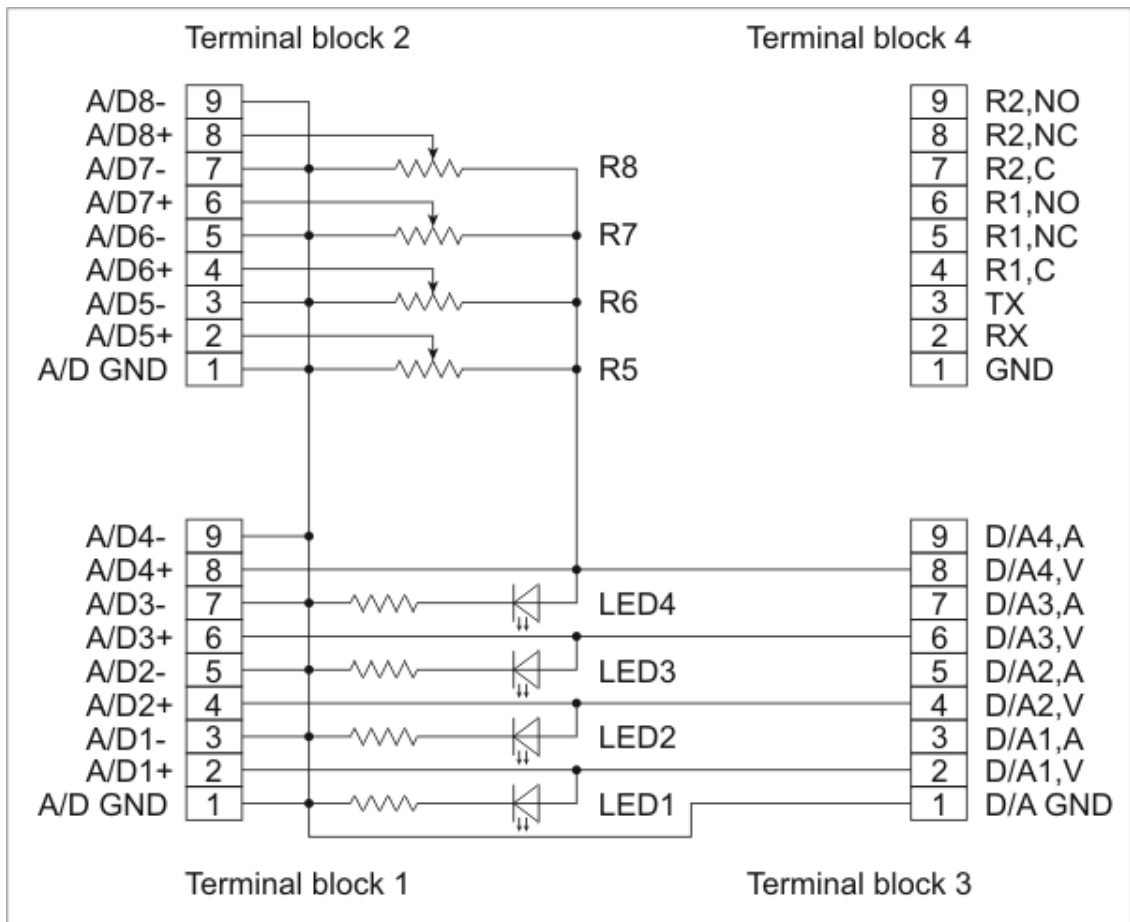 Terminal block 2 Terminal block 4
A/D8- 9 9 R2,NO
A/D8+ 8 8 R2,NC
A/D7- 7 R8 7 R2,C
A/D7+ 6 6 R1,NO
A/D6- 5 R7 5 R1,NC
A/D6+ 4 4 R1,C
A/D5- 3 R6 3 TX
A/D5+ 2 2 RX
A/D GND 1 R5 1 GND
A/D4- 9 9 D/A4,A
A/D4+ 8 8 D/A4,V
A/D3- 7 LED4 7 D/A3,A
A/D3+ 6 6 D/A3,V
A/D2- 5 LED3 5 D/A2,A
A/D2+ 4 4 D/A2,V
A/D1- 3 LED2 3 D/A1,A
A/D1+ 2 2 D/A1,V
A/D GND 1 LED1 1 D/A GND
Terminal block 1 Terminal block 3